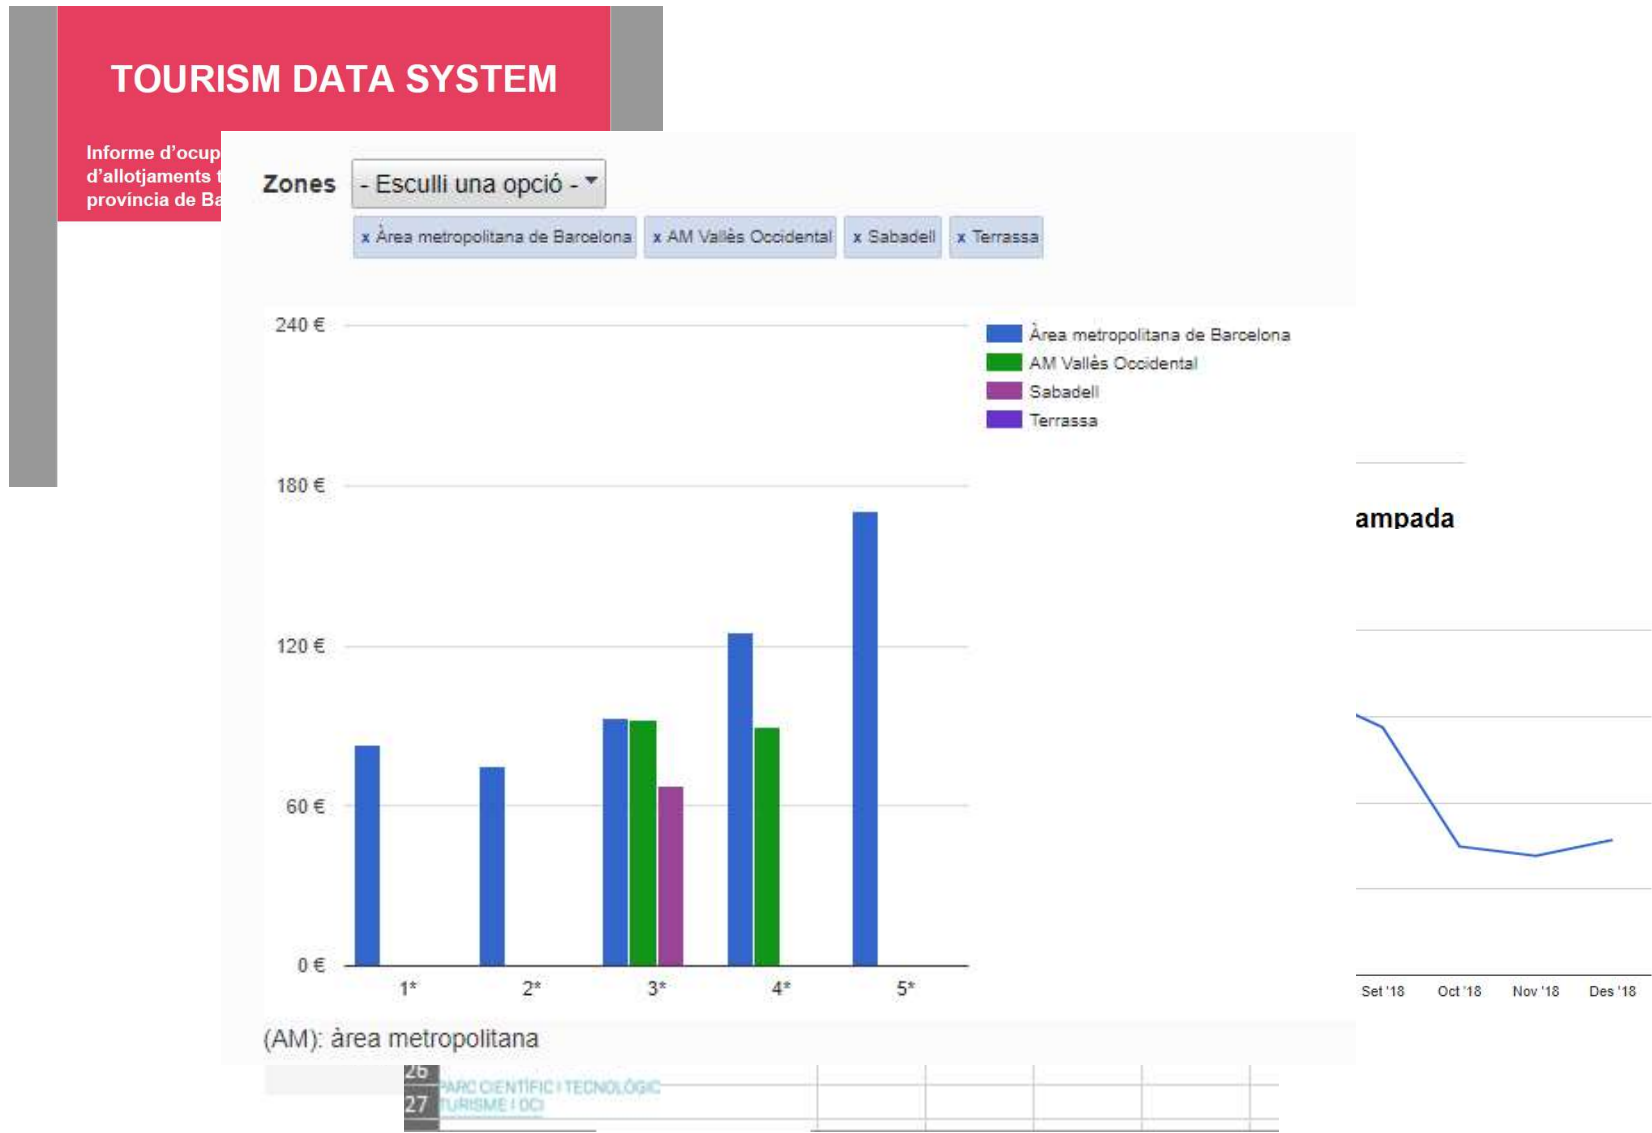 TOURISM DATA SYSTEM
Informe d'ocup
d'allotjaments t
província de Ba
Zones - Esculli una opció -
x Àrea metropolitana de Barcelona x AM Vallès Occidental x Sabadell x Terrassa
240 €
180 €
120 €
60 €
0 €
1* 2* 3* 4* 5*
Àrea metropolitana de Barcelona
AM Vallès Occidental
Sabadell
Terrassa
(AM): àrea metropolitana
ampada
Set '18 Oct '18 Nov '18 Des '18
26
PARC CIENTÍFIC I TECNOLÒGIC
27 TURISME I OCI